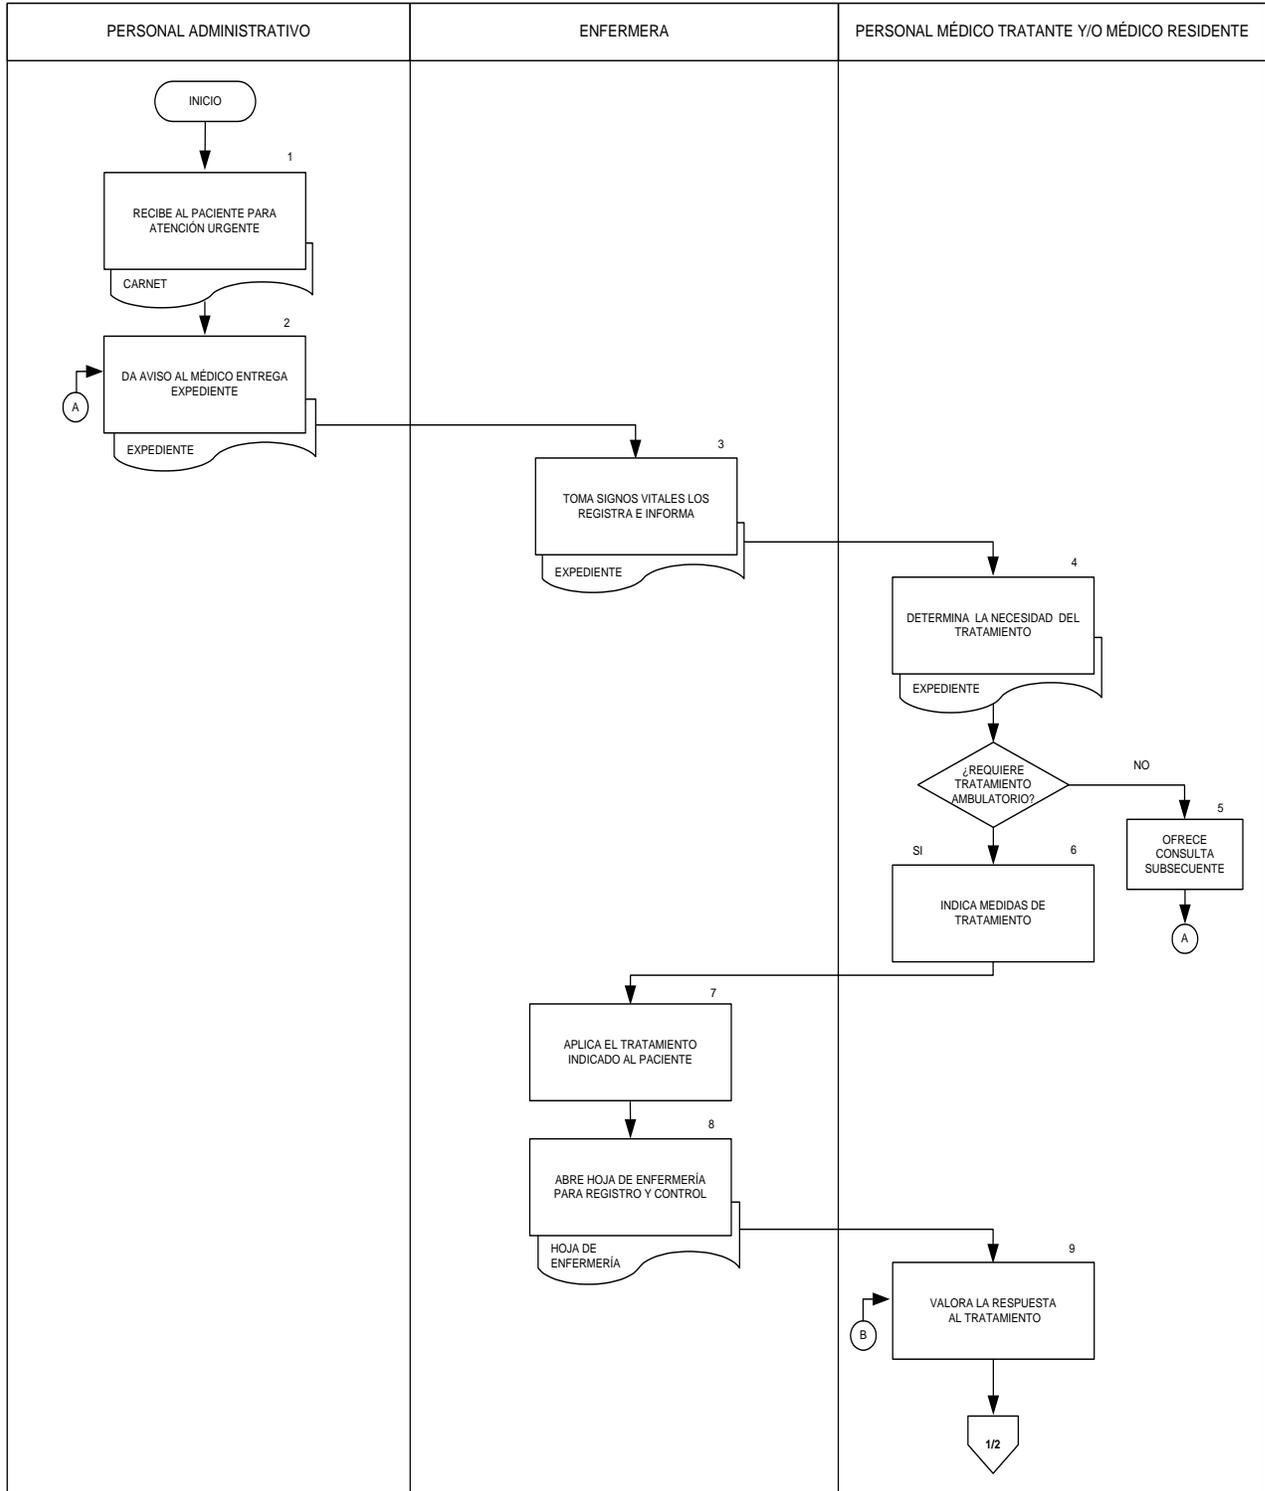 PERSONAL ADMINISTRATIVO
ENFERMERA
PERSONAL MÉDICO TRATANTE Y/O MÉDICO RESIDENTE
INICIO
1
RECIBE AL PACIENTE PARA
ATENCIÓN URGENTE
CARNET
2
DA AVISO AL MÉDICO ENTREGA
EXPEDIENTE
A
EXPEDIENTE
3
TOMA SIGNOS VITALES LOS
REGISTRA E INFORMA
EXPEDIENTE
4
DETERMINA LA NECESIDAD DEL
TRATAMIENTO
EXPEDIENTE
¿REQUIERE
TRATAMIENTO
AMBULATORIO?
NO
5
OFRECE
CONSULTA
SUBSECUENTE
A
SI
6
INDICA MEDIDAS DE
TRATAMIENTO
7
APLICA EL TRATAMIENTO
INDICADO AL PACIENTE
8
ABRE HOJA DE ENFERMERÍA
PARA REGISTRO Y CONTROL
HOJA DE
ENFERMERÍA
9
VALORA LA RESPUESTA
AL TRATAMIENTO
B
1/2